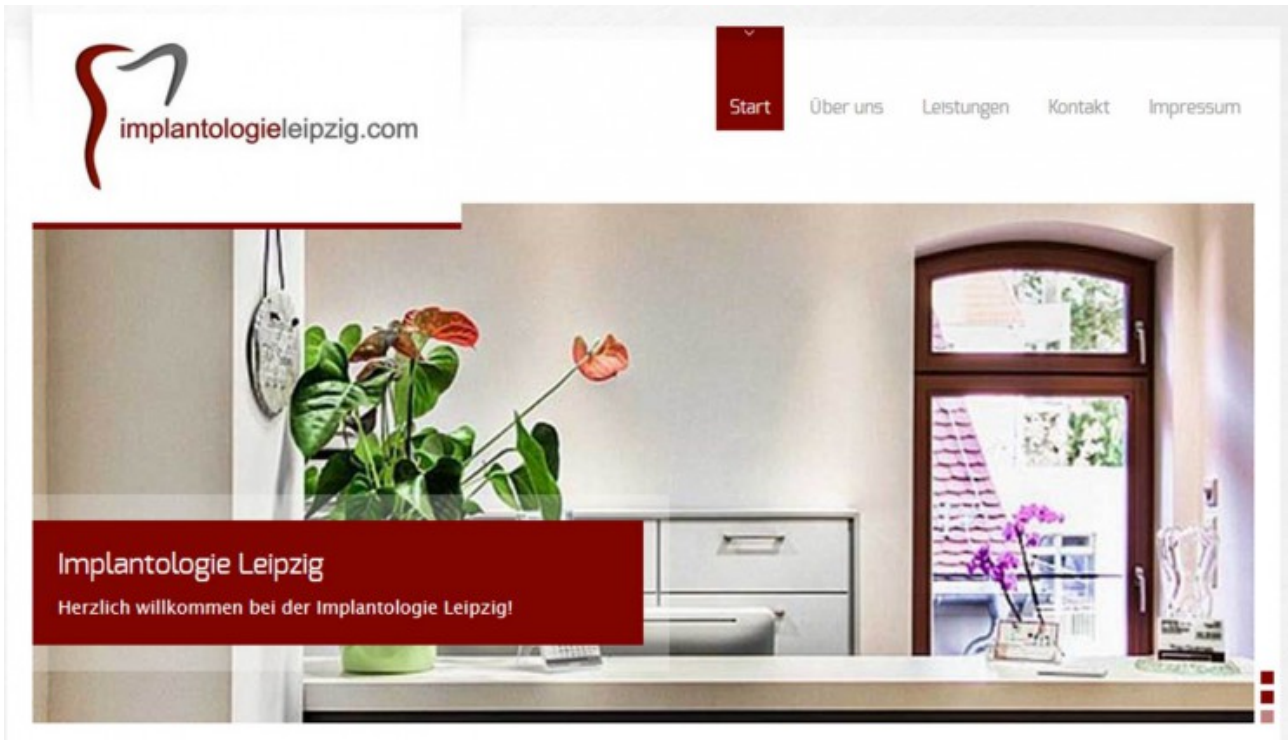 implantologieleipzig.com
Start Über uns Leistungen Kontakt Impressum
Implantologie Leipzig
Herzlich willkommen bei der Implantologie Leipzig!